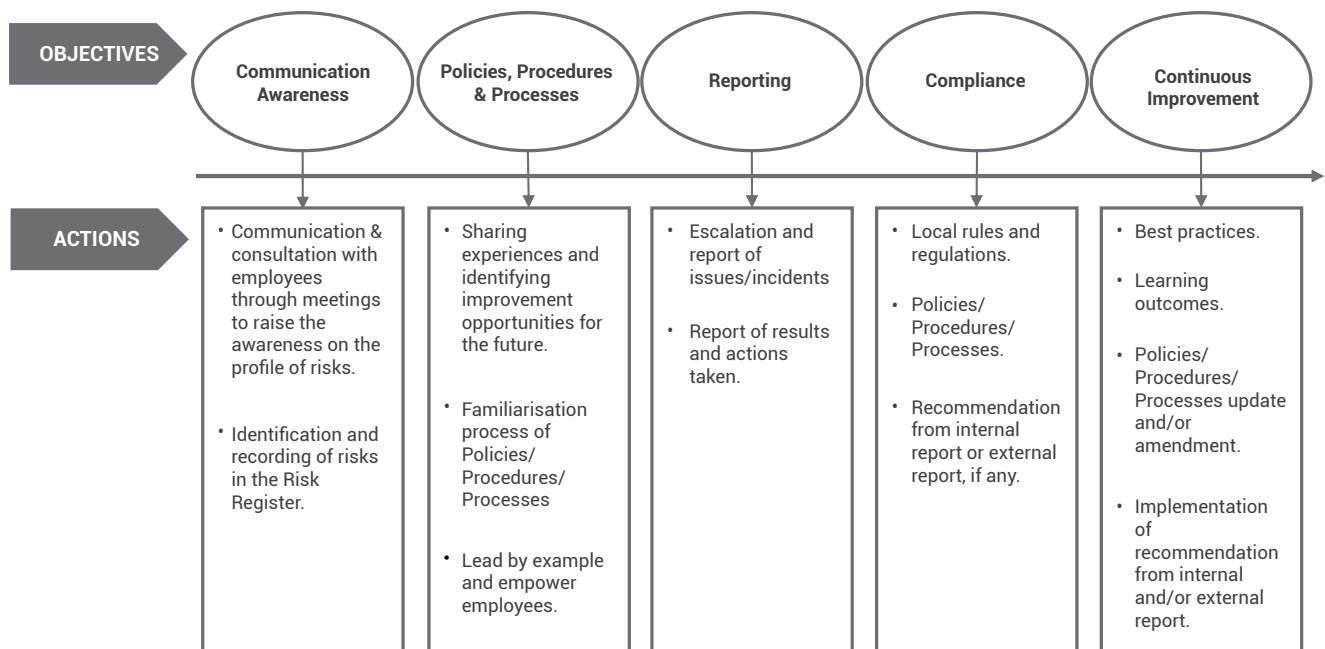 OBJECTIVES
Communication
Awareness
Policies, Procedures
& Processes
Reporting
Compliance
Continuous
Improvement
ACTIONS
• Communication &
consultation with
employees
through meetings
to raise the
awareness on the
profile of risks.
• Identification and
recording of risks
in the Risk
Register.
• Sharing
experiences and
identifying
improvement
opportunities for
the future.
• Familiarisation
process of
Policies/
Procedures/
Processes
• Lead by example
and empower
employees.
• Escalation and
report of
issues/incidents
• Report of results
and actions
taken.
• Local rules and
regulations.
• Policies/
Procedures/
Processes.
• Recommendation
from internal
report or external
report, if any.
• Best practices.
• Learning
outcomes.
• Policies/
Procedures/
Processes update
and/or
amendment.
• Implementation
of
recommendation
from internal
and/or external
report.